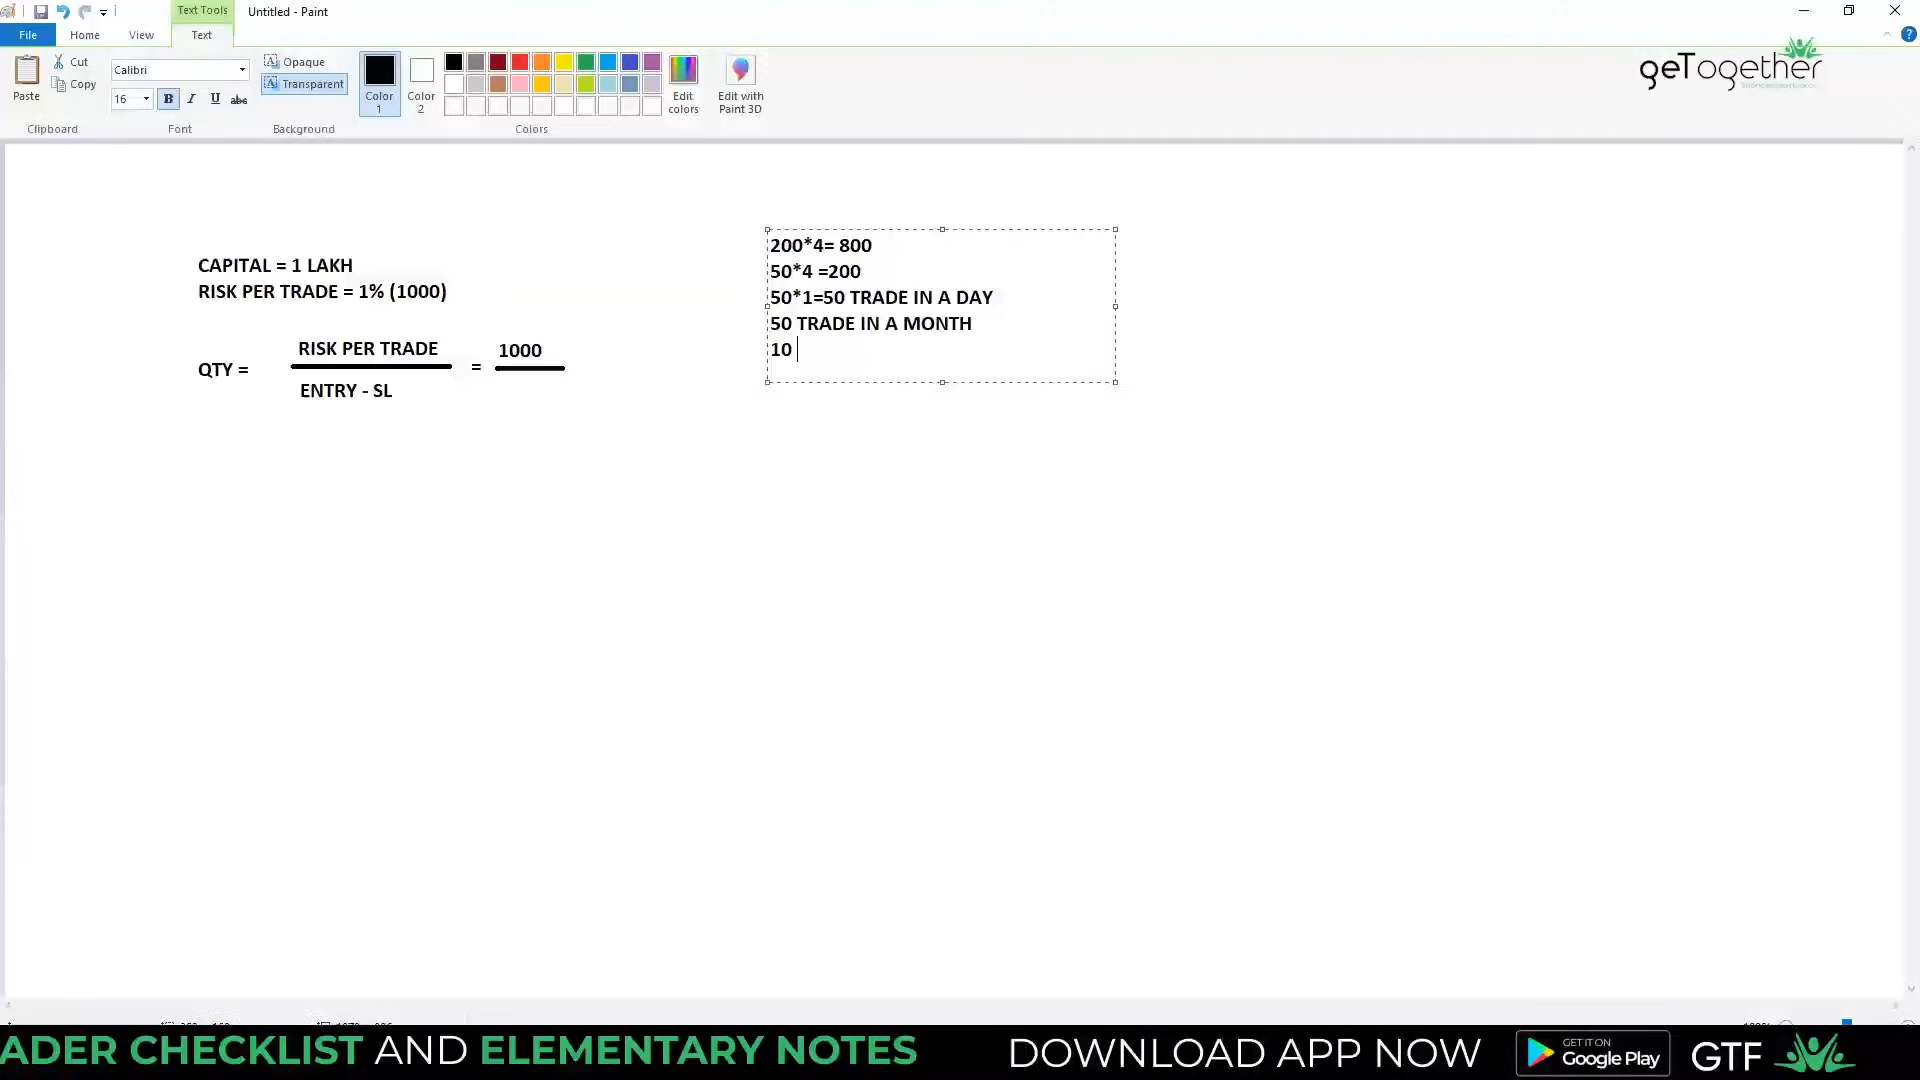 Text Tools
Untitled - Paint
File
Home
View
Text
Paste
Cut
Copy
Clipboard
Calibri
16
B
I
U
abc
Font
Opaque
Transparent
Background
Color
1
Color
2
Edit
colors
Edit with
Paint 3D
Colors
geTogether
CAPITAL = 1 LAKH
RISK PER TRADE = 1% (1000)
QTY =
RISK PER TRADE
ENTRY - SL
=
1000
200*4= 800
50*4 =200
50*1=50 TRADE IN A DAY
50 TRADE IN A MONTH
10
ADER CHECKLIST AND ELEMENTARY NOTES
DOWNLOAD APP NOW
GET IT ON
Google Play
GTF